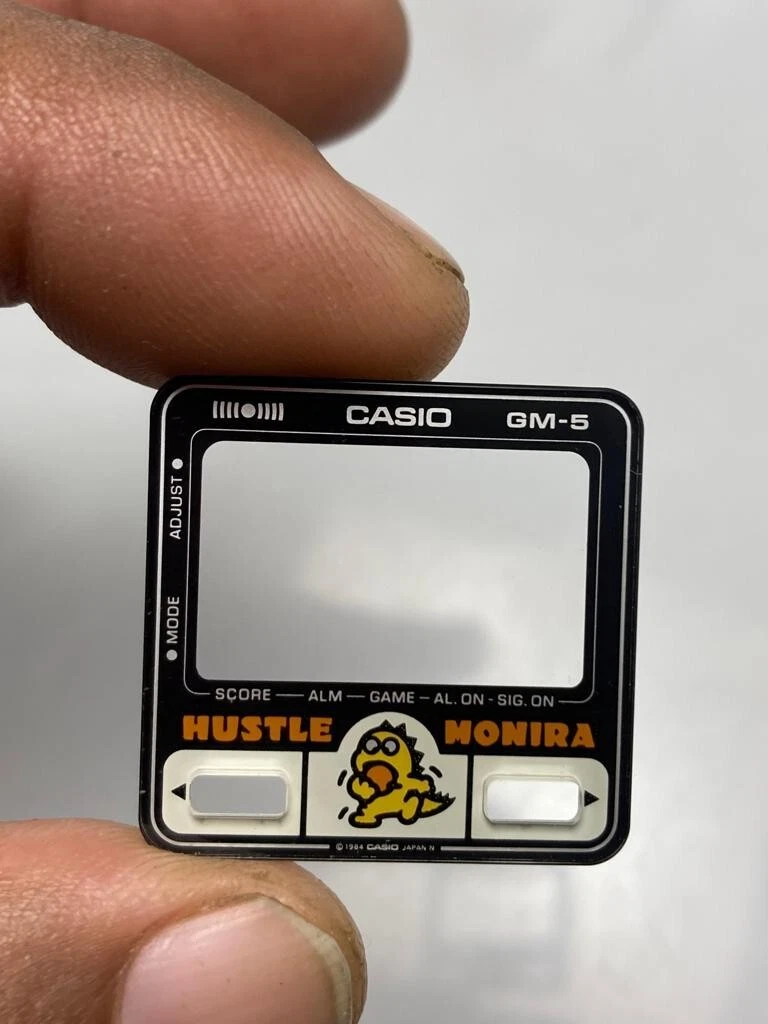 CASIO GM-5
ADJUST
MODE
SCORE ALM GAME AL. ON - SIG. ON
HUSTLE MONIRA
© 1984 CASIO JAPAN N